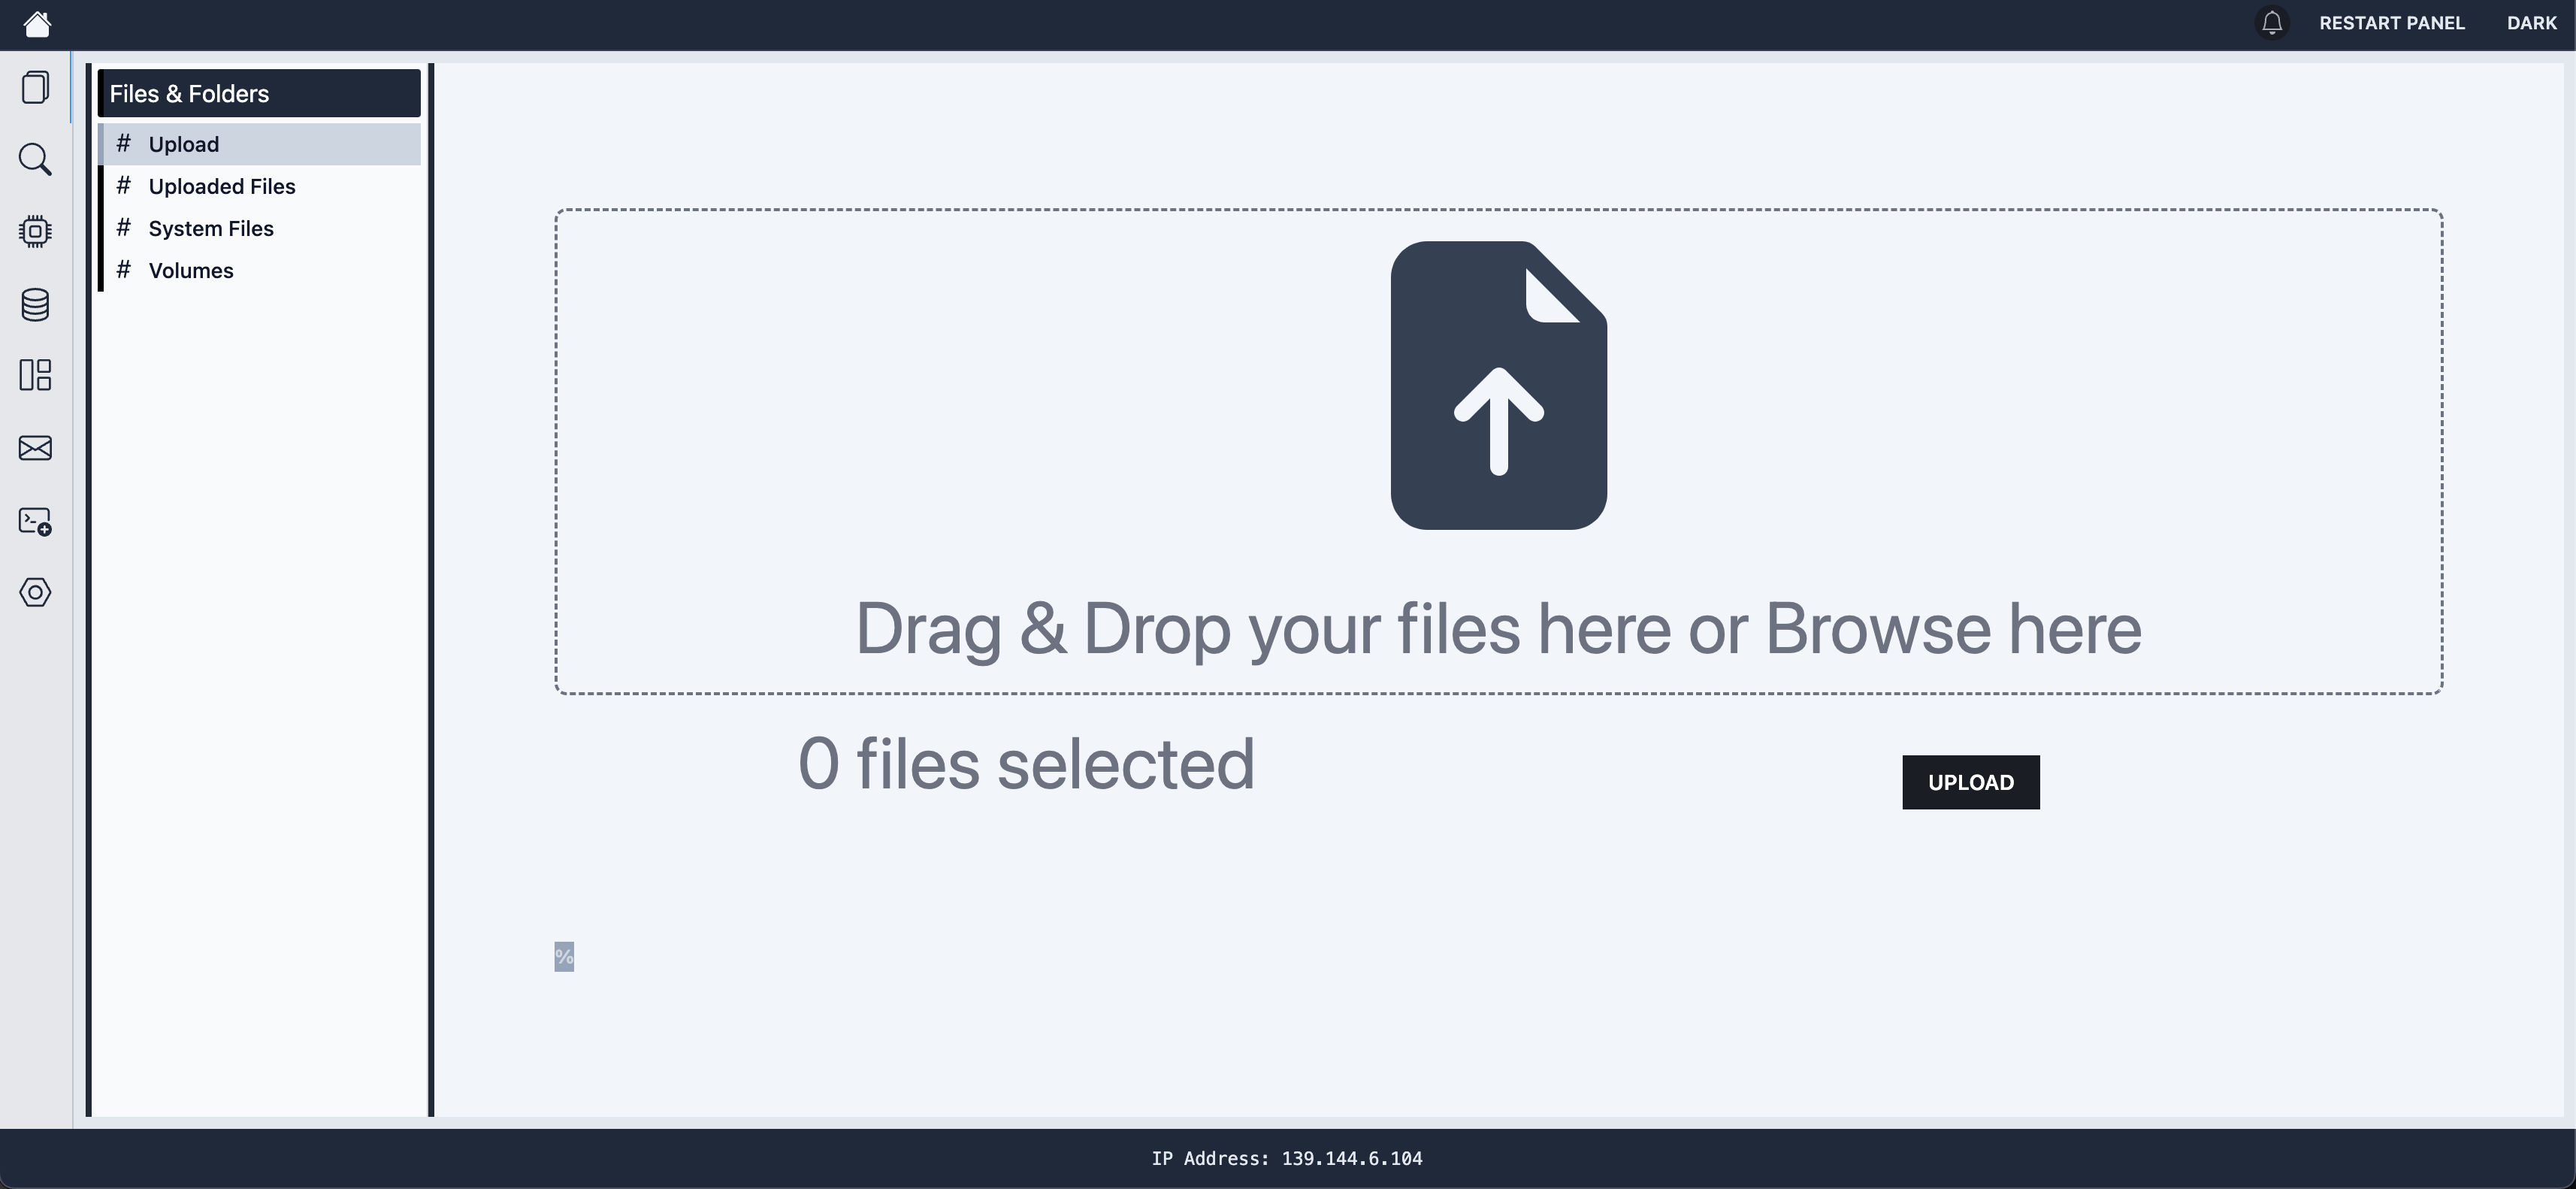 RESTART PANEL
DARK
Files & Folders
# Upload
# Uploaded Files
# System Files
# Volumes
Drag & Drop your files here or Browse here
0 files selected
UPLOAD
%
IP Address: 139.144.6.104